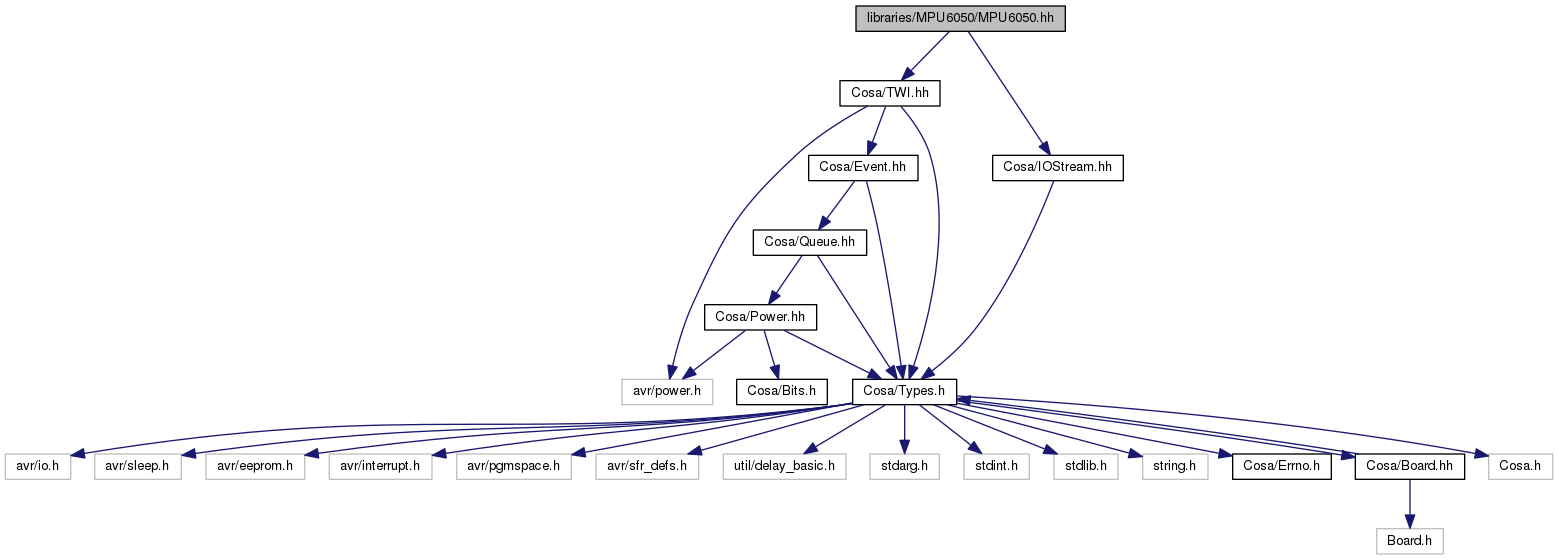 libraries/MPU6050/MPU6050.hh
Cosa/TWI.hh
Cosa/Event.hh
Cosa/IOStream.hh
Cosa/Queue.hh
Cosa/Power.hh
avr/power.h
Cosa/Bits.h
Cosa/Types.h
avr/io.h
avr/sleep.h
avr/eeprom.h
avr/interrupt.h
avr/pgmspace.h
avr/sfr_defs.h
util/delay_basic.h
stdarg.h
stdint.h
stdlib.h
string.h
Cosa/Errno.h
Cosa/Board.hh
Cosa.h
Board.h